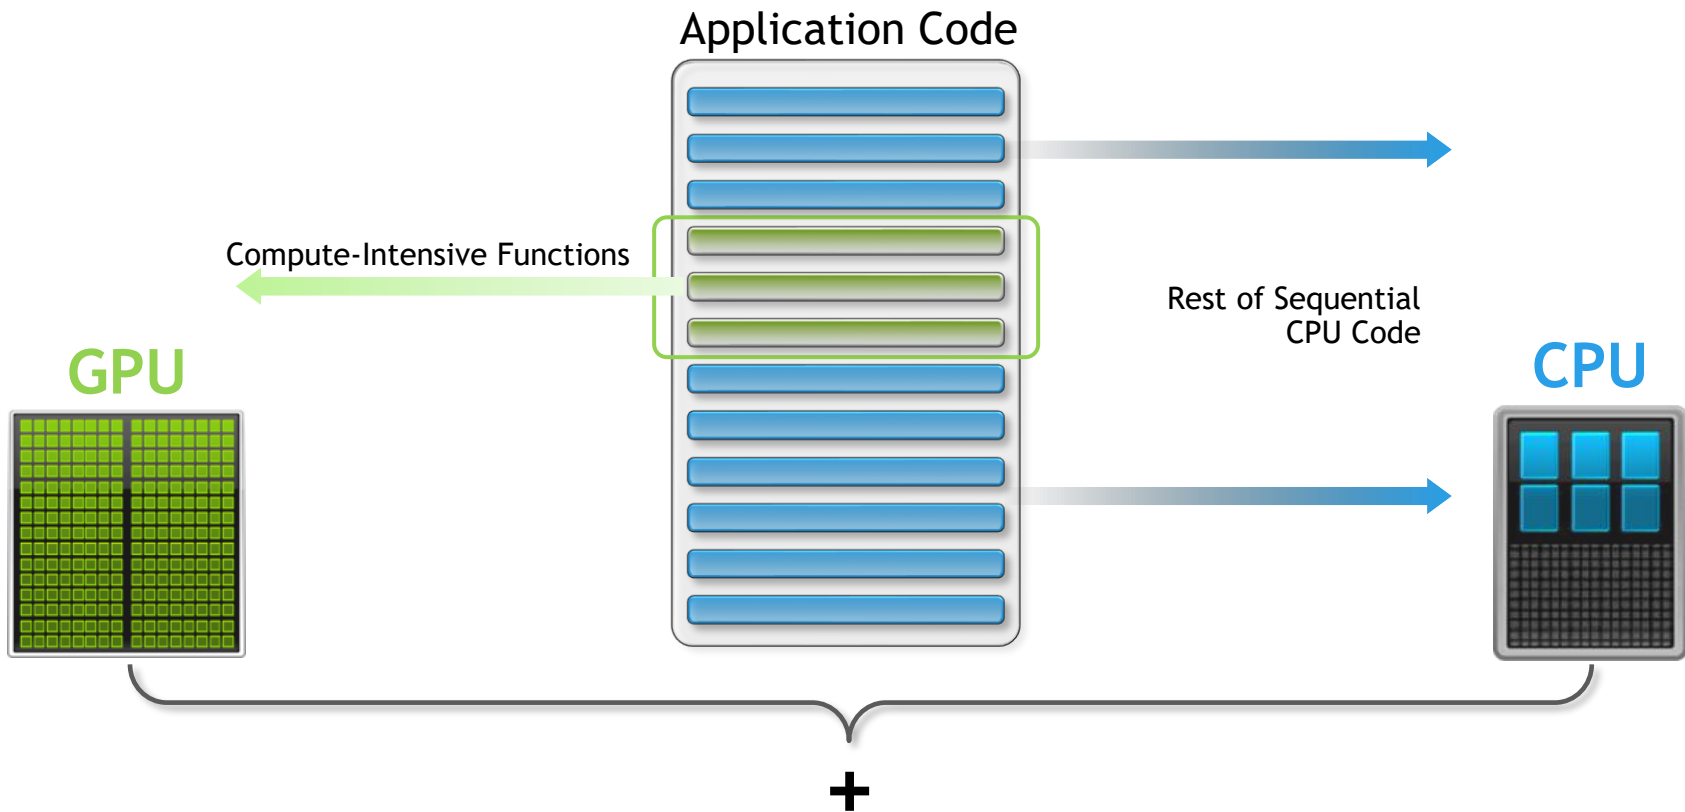 Application Code
Compute-Intensive Functions
Rest of Sequential
CPU Code
GPU
CPU
+